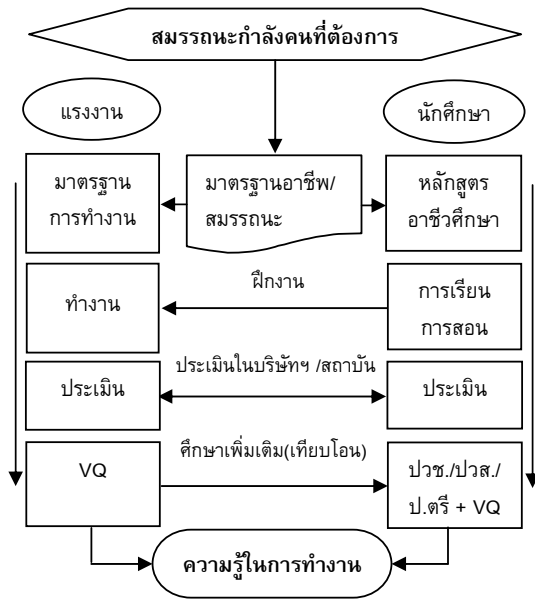 สมรรถนะกำลังคนที่ต้องการ
แรงงาน
นักศึกษา
มาตรฐาน
การทำงาน
มาตรฐานอาชีพ/
สมรรถนะ
หลักสูตร
อาชีวศึกษา
ทำงาน
ฝึกงาน
การเรียน
การสอน
ประเมิน
ประเมินในบริษัทฯ /สถาบัน
ประเมิน
VQ
ศึกษาเพิ่มเติม(เทียบโอน)
ปวช./ปวส./
ป.ตรี + VQ
ความรู้ในการทำงาน